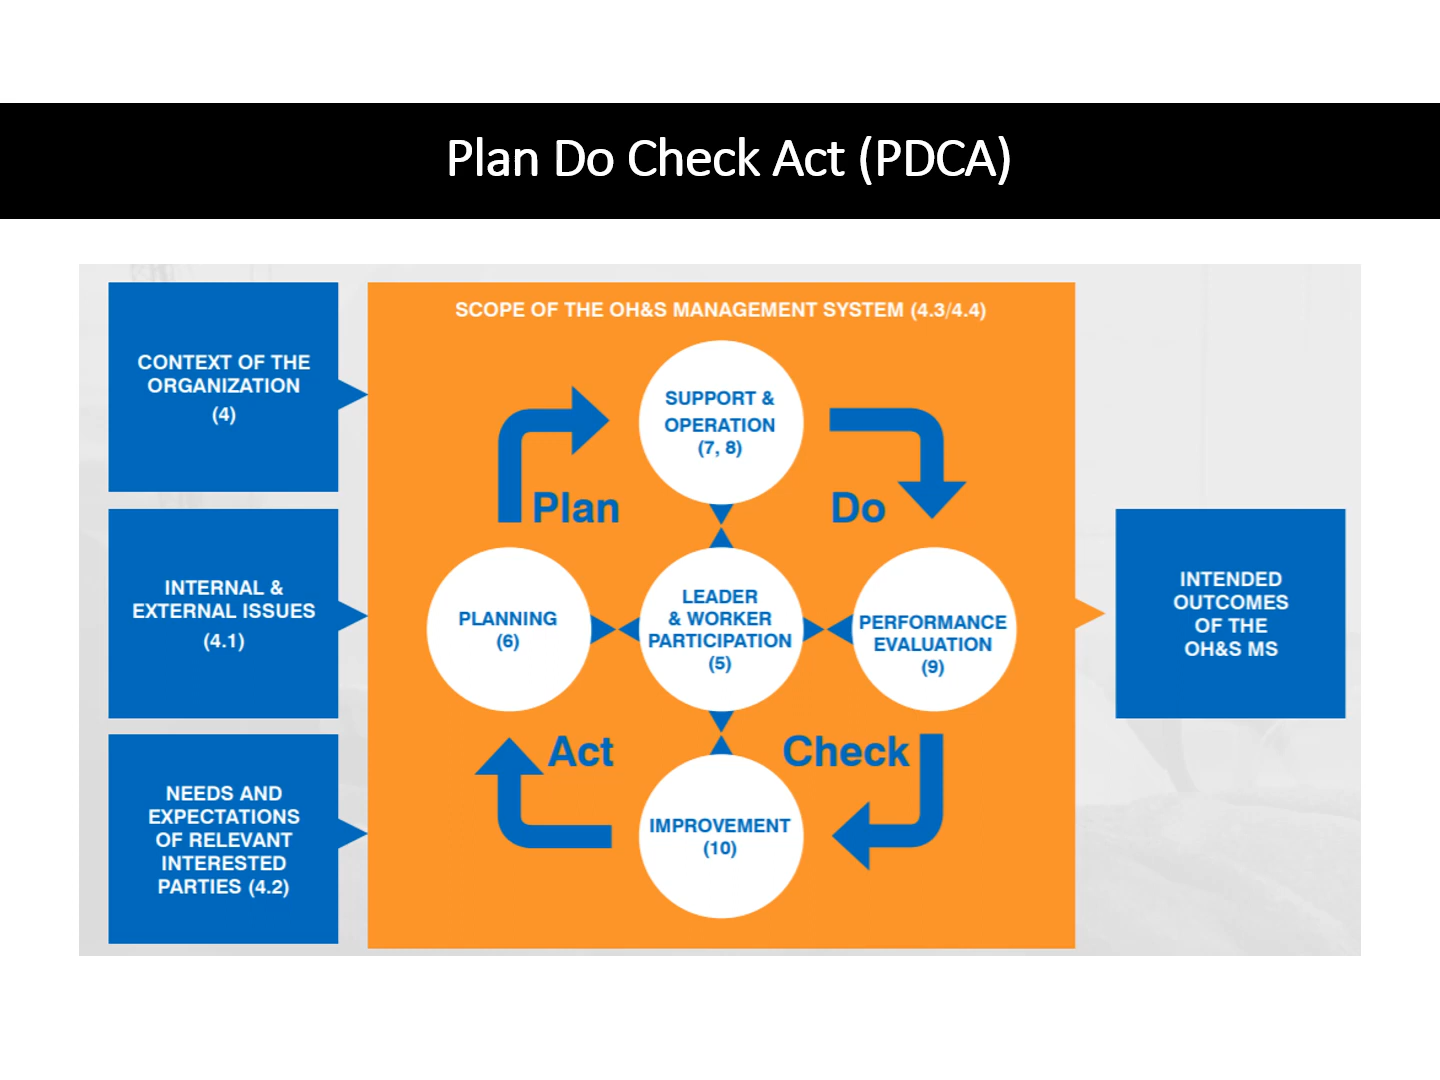 Plan Do Check Act (PDCA)
CONTEXT OF THE
ORGANIZATION
(4)
INTERNAL &
EXTERNAL ISSUES
(4.1)
NEEDS AND
EXPECTATIONS
OF RELEVANT
INTERESTED
PARTIES (4.2)
SCOPE OF THE OH&S MANAGEMENT SYSTEM (4.3/4.4)
SUPPORT &
OPERATION
(7, 8)
Plan
Do
PLANNING
(6)
LEADER
& WORKER
PARTICIPATION
(5)
PERFORMANCE
EVALUATION
(9)
Act
Check
IMPROVEMENT
(10)
INTENDED
OUTCOMES
OF THE
OH&S MS